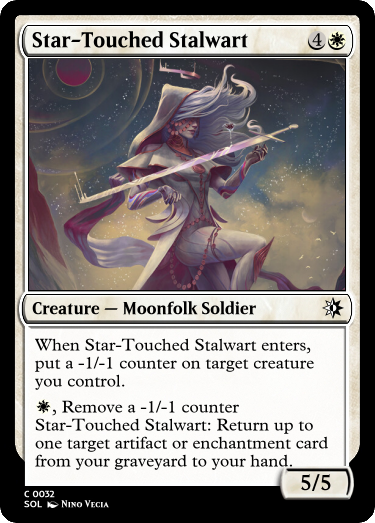 Star-Touched Stalwart 4
Creature — Moonfolk Soldier
When Star-Touched Stalwart enters,
put a -1/-1 counter on target creature
you control.
, Remove a -1/-1 counter
Star-Touched Stalwart: Return up to
one target artifact or enchantment card
from your graveyard to your hand.
5/5
C 0032
SOL Nino Vecia